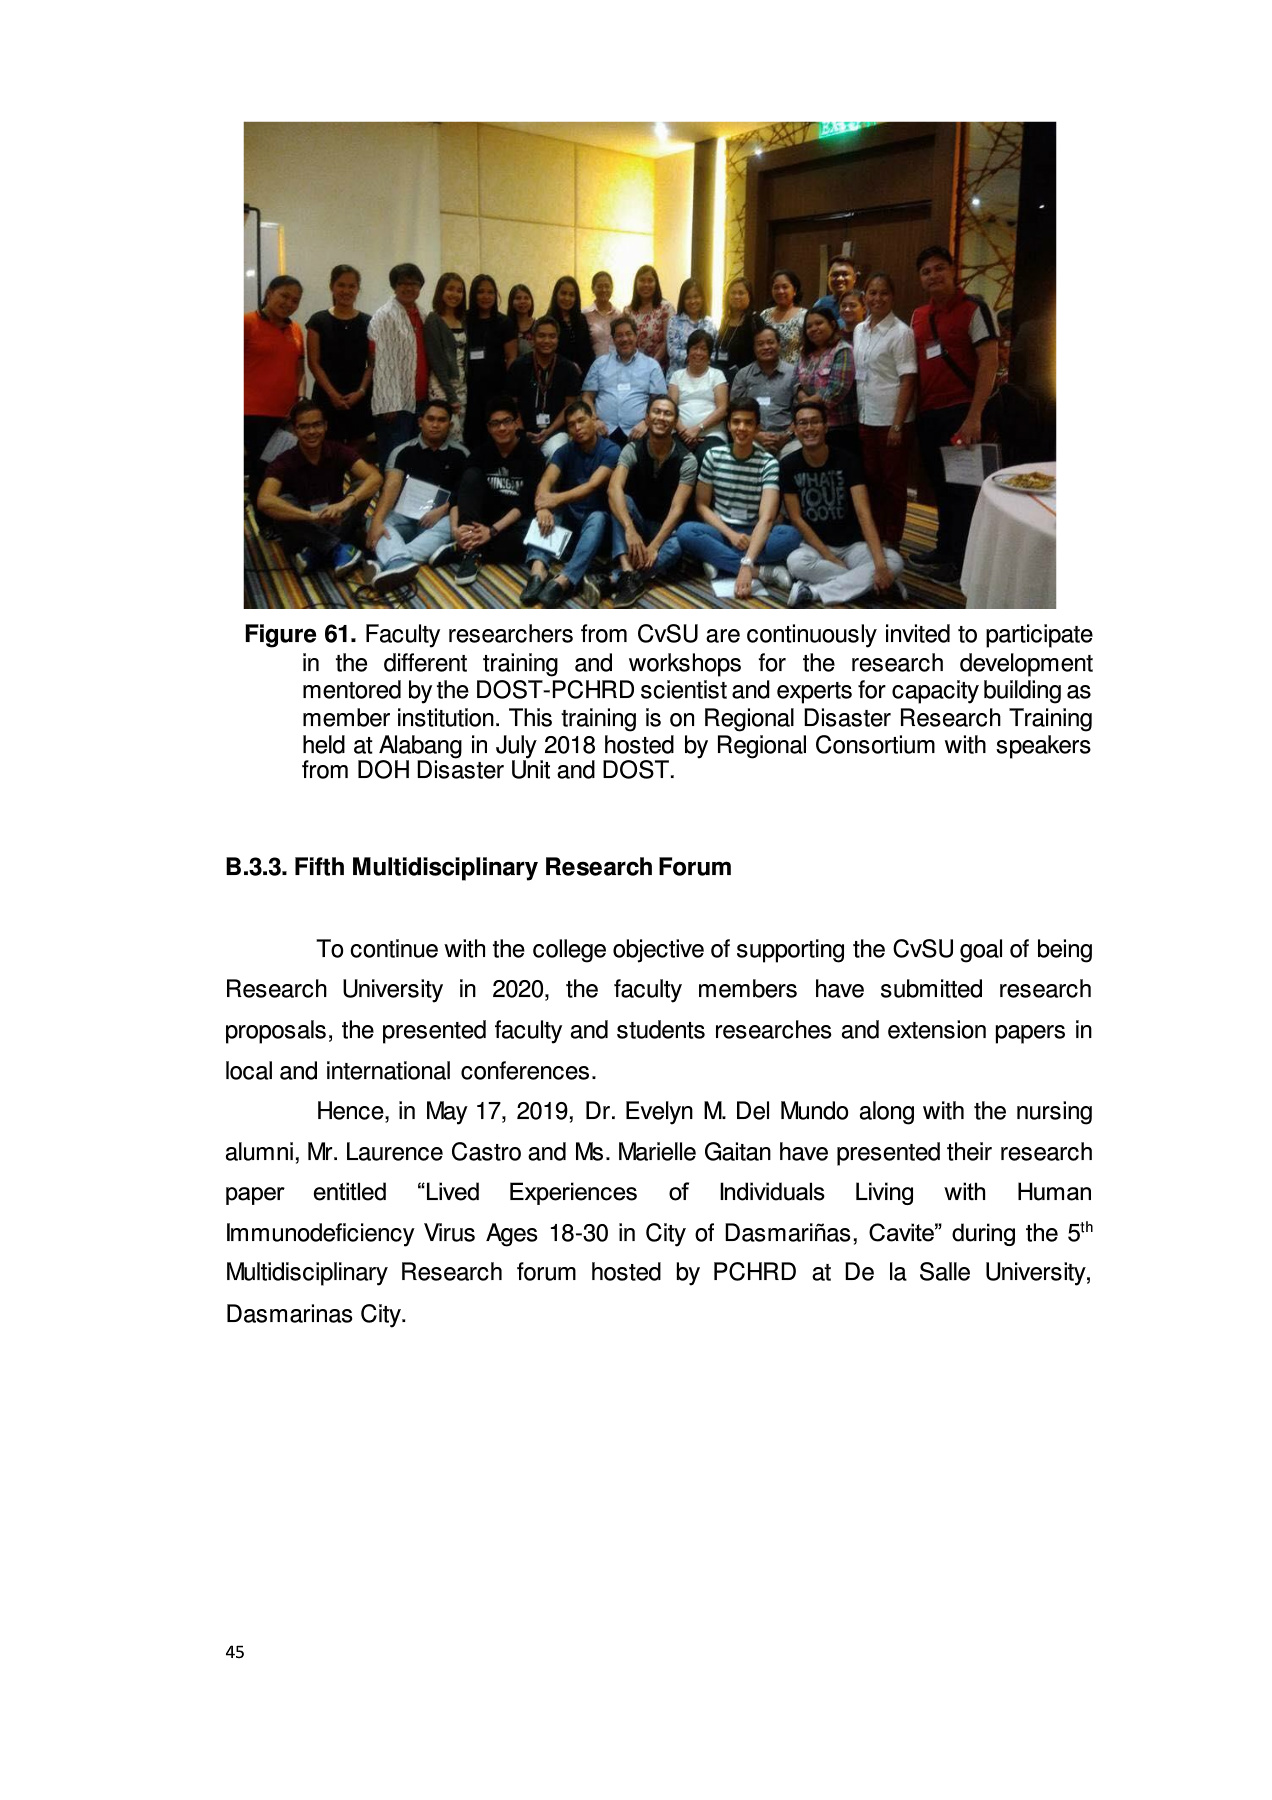 EXIT
WHATS
YOUR
Figure 61. Faculty researchers from CvSU are continuously invited to participate
in the different training and workshops for the research development
mentored by the DOST-PCHRD scientist and experts for capacity building as
member institution. This training is on Regional Disaster Research Training
held at Alabang in July 2018 hosted by Regional Consortium with speakers
from DOH Disaster Unit and DOST.
B.3.3. Fifth Multidisciplinary Research Forum
To continue with the college objective of supporting the CvSU goal of being
Research University in 2020, the faculty members have submitted research
proposals, the presented faculty and students researches and extension papers in
local and international conferences.
Hence, in May 17, 2019, Dr. Evelyn M. Del Mundo along with the nursing
alumni, Mr. Laurence Castro and Ms. Marielle Gaitan have presented their research
paper entitled “Lived Experiences of Individuals Living with Human
Immunodeficiency Virus Ages 18-30 in City of Dasmariñas, Cavite” during the 5th
Multidisciplinary Research forum hosted by PCHRD at De la Salle University,
Dasmarinas City.
45